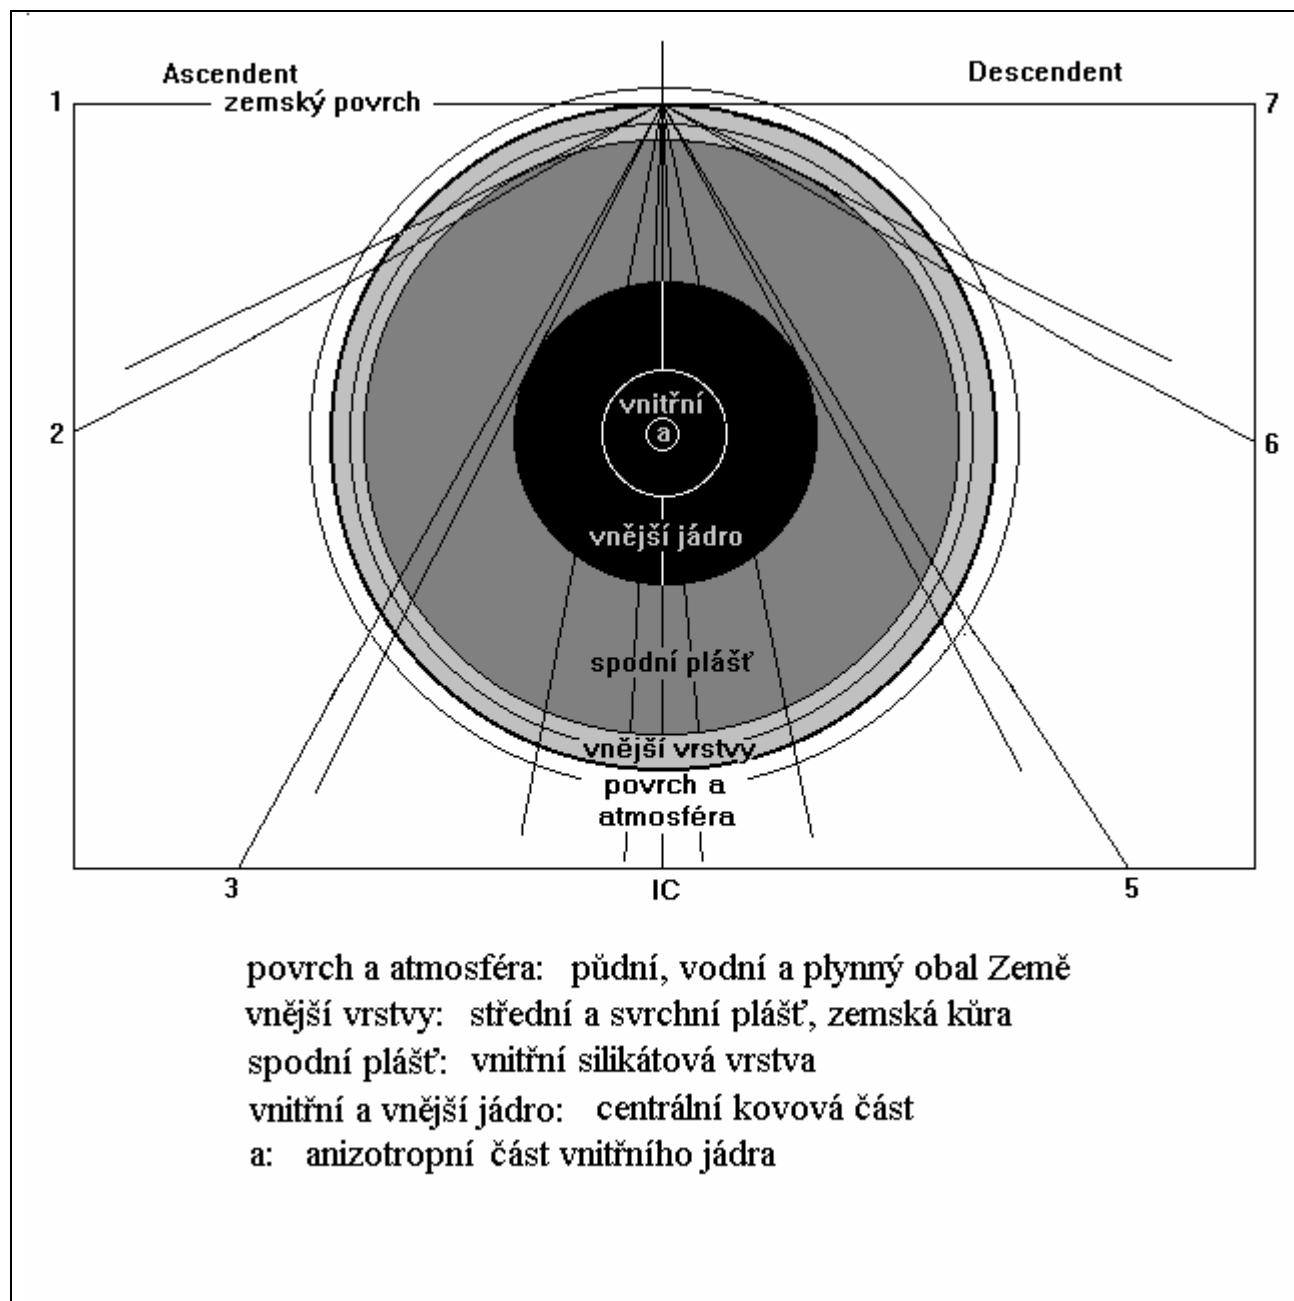 Ascendent
Descendent
1
zemský povrch
7
vnitřní
a
2
6
vnější jádro
spodní plášť
vnější vrstvy
povrch a
atmosféra
3
IC
5
povrch a atmosféra: půdní, vodní a plynný obal Země
vnější vrstvy: střední a svrchní plášť, zemská kůra
spodní plášť: vnitřní silikátová vrstva
vnitřní a vnější jádro: centrální kovová část
a: anizotropní část vnitřního jádra